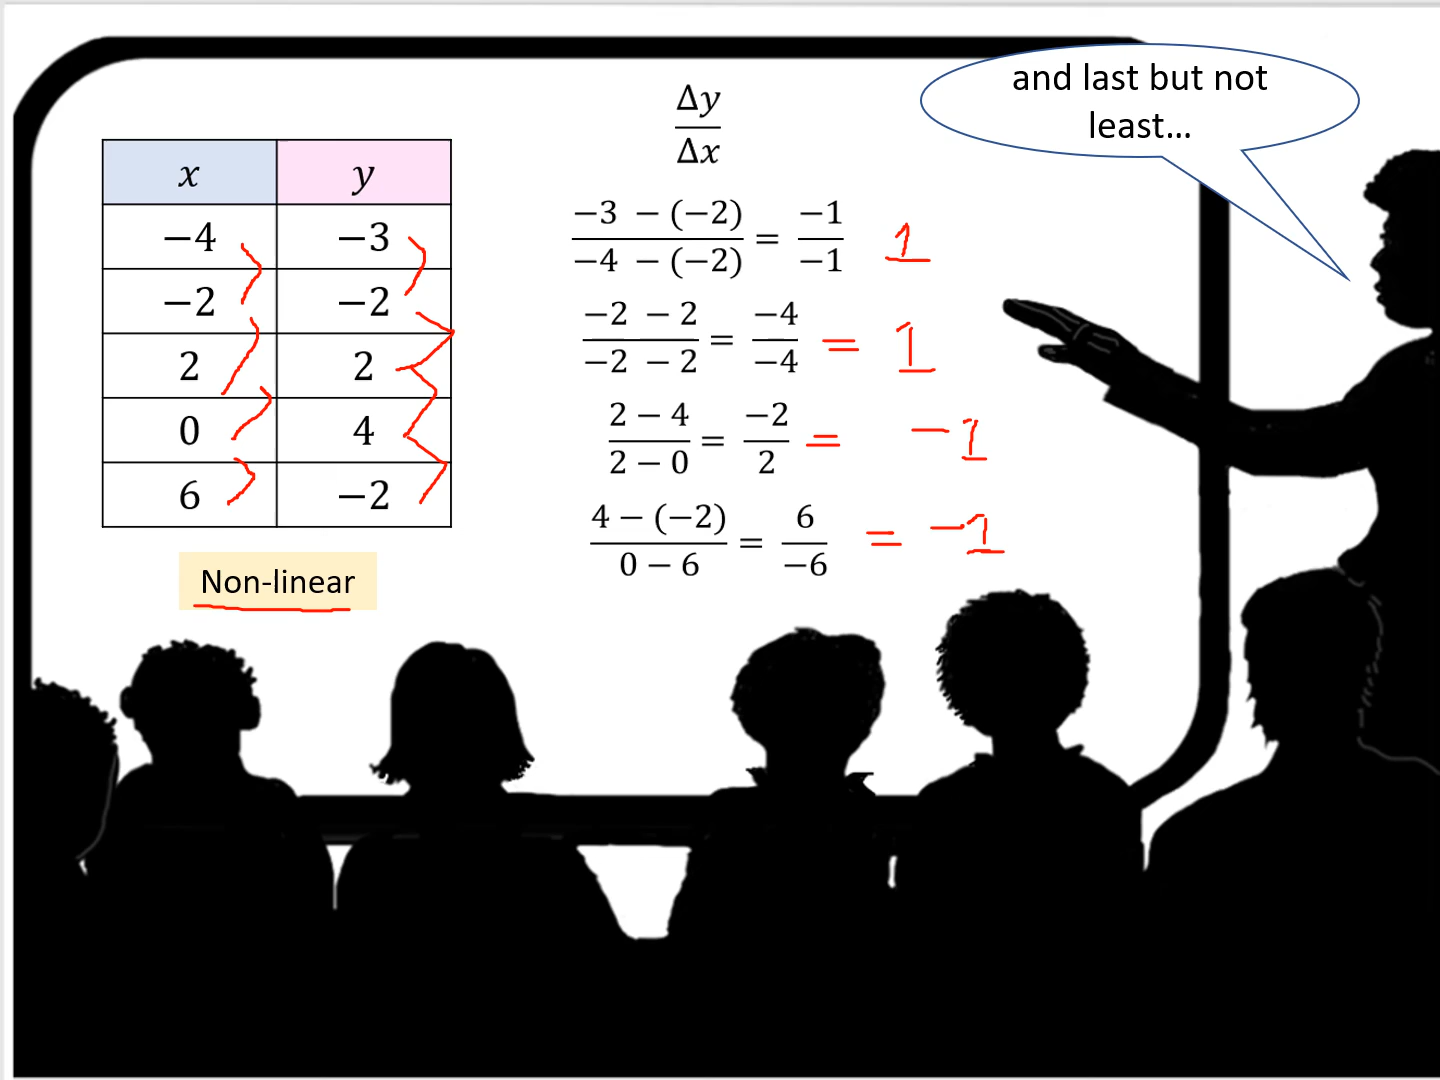 and last but not
least...
Δy
Δx
x y
−4 −3
−2 −2
2 2
0 4
6 −2
Non-linear
−3 − (−2) / −4 − (−2) = −1 / −1 1
−2 − 2 / −2 − 2 = −4 / −4 = 1
2 − 4 / 2 − 0 = −2 / 2 = −1
4 − (−2) / 0 − 6 = 6 / −6 = −1